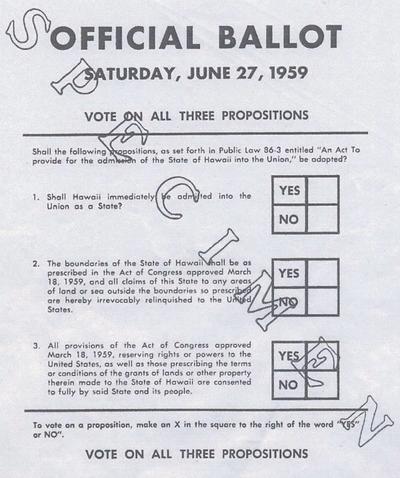 OFFICIAL BALLOT
SATURDAY, JUNE 27, 1959
VOTE ON ALL THREE PROPOSITIONS
Shall the following propositions, as set forth in Public Law 86-3 entitled "An Act To
provide for the admission of the State of Hawaii into the Union," be adopted?
1. Shall Hawaii immediately be admitted into the
Union as a State?
YES
NO
2. The boundaries of the State of Hawaii shall be as
prescribed in the Act of Congress approved March
18, 1959, and all claims of this State to any areas
of land or sea outside the boundaries so prescribed
are hereby irrevocably relinquished to the United
States.
YES
NO
3. All provisions of the Act of Congress approved
March 18, 1959, reserving rights or powers to the
United States, as well as those prescribing the terms
or conditions of the grants of lands or other property
therein made to the State of Hawaii are consented
to fully by said State and its people.
YES
NO
To vote on a proposition, make an X in the square to the right of the word "YES"
or NO".
VOTE ON ALL THREE PROPOSITIONS
SPECIMEN